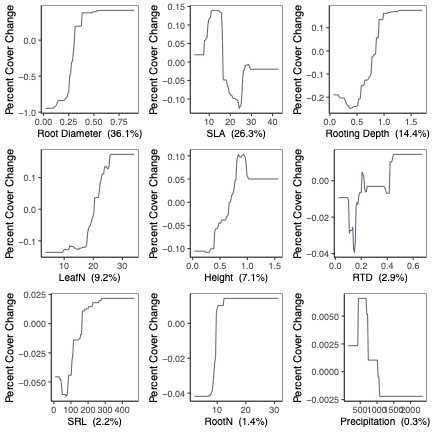 Percent Cover Change
0.0
−0.5
−1.0
0.00 0.25 0.50 0.75
Root Diameter (36.1%)
Percent Cover Change
0.15
0.10
0.05
0.00
−0.05
−0.10
10 20 30 40
SLA (26.3%)
Percent Cover Change
0.1
0.0
−0.1
−0.2
0.0 0.5 1.0 1.5
Rooting Depth (14.4%)
Percent Cover Change
0.1
0.0
−0.1
10 20 30
LeafN (9.2%)
Percent Cover Change
0.10
0.05
0.00
−0.05
−0.10
0.0 0.5 1.0 1.5
Height (7.1%)
Percent Cover Change
0.00
−0.02
−0.04
0.0 0.2 0.4 0.6
RTD (2.9%)
Percent Cover Change
0.025
0.000
−0.025
−0.050
0 100 200 300 400
SRL (2.2%)
Percent Cover Change
0.00
−0.02
−0.04
0 10 20 30
RootN (1.4%)
Percent Cover Change
0.0050
0.0025
0.0000
−0.0025
500 1000 1500 2000
Precipitation (0.3%)